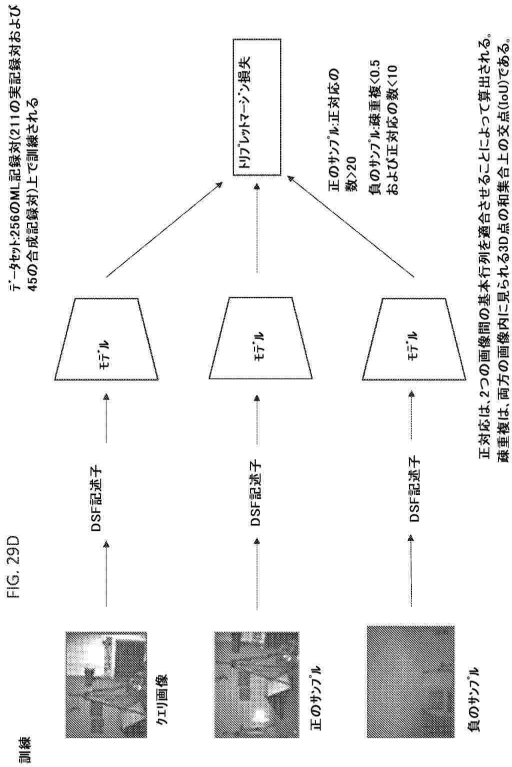 訓練
FIG. 29D
データセット:256のML記録対(211の実記録対および
45の合成記録対)上で訓練される
クエリ画像
DSF記述子
モデル
正のサンプル
DSF記述子
モデル
負のサンプル
DSF記述子
モデル
トリプレットマージン損失
正のサンプル:正対応の
数>20
負のサンプル:疎重複<0.5
および正対応の数<10
正対応は、2つの画像間の基本行列を適合させることによって算出される。
疎重複は、両方の画像内に見られる3D点の和集合上の交点(IoU)である。